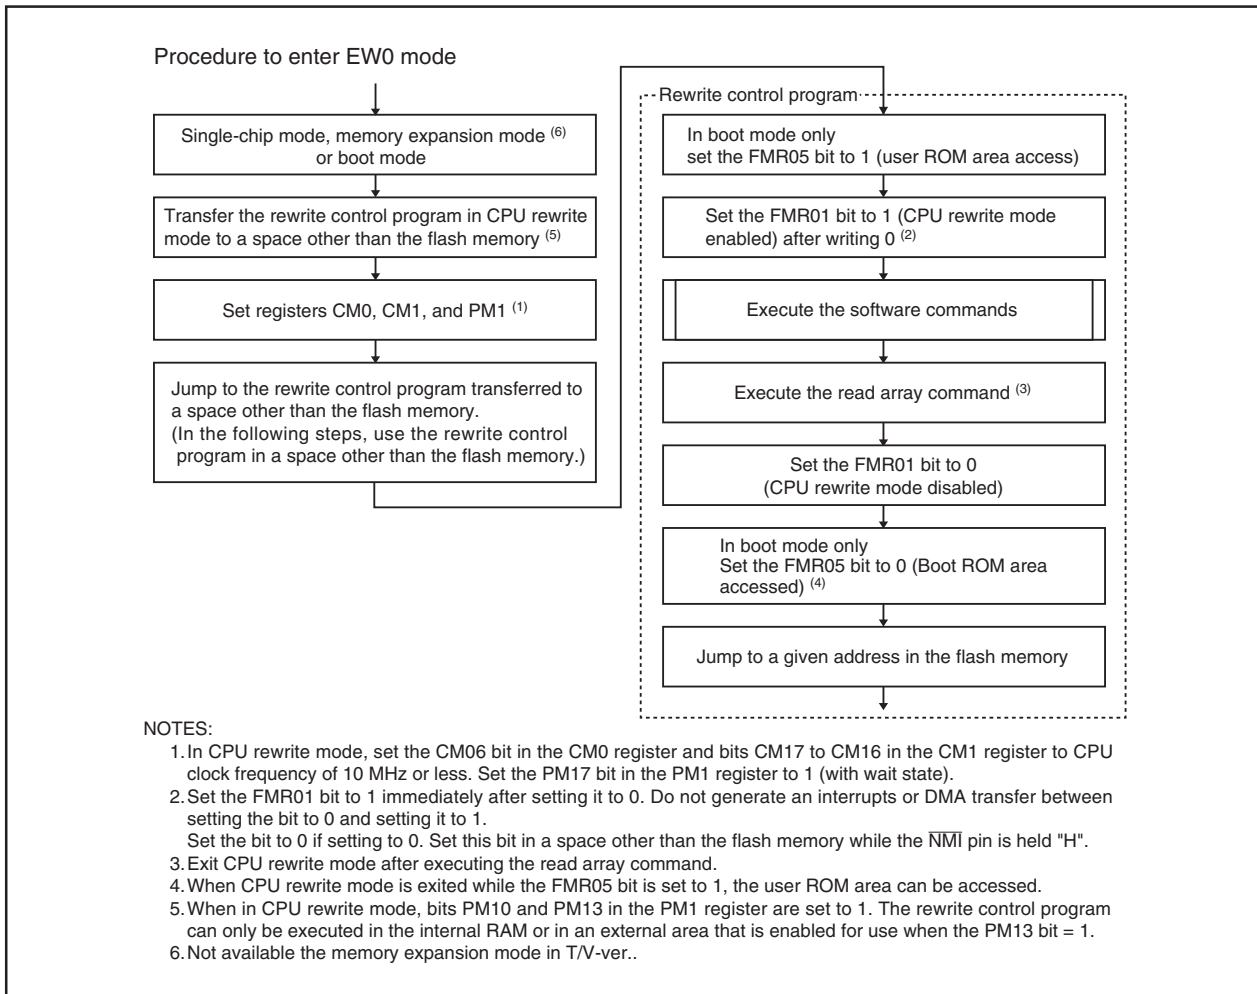 Procedure to enter EW0 mode
Single-chip mode, memory expansion mode (6)
or boot mode
Transfer the rewrite control program in CPU rewrite
mode to a space other than the flash memory (5)
Set registers CM0, CM1, and PM1 (1)
Jump to the rewrite control program transferred to
a space other than the flash memory.
(In the following steps, use the rewrite control
program in a space other than the flash memory.)
Rewrite control program
In boot mode only
set the FMR05 bit to 1 (user ROM area access)
Set the FMR01 bit to 1 (CPU rewrite mode
enabled) after writing 0 (2)
Execute the software commands
Execute the read array command (3)
Set the FMR01 bit to 0
(CPU rewrite mode disabled)
In boot mode only
Set the FMR05 bit to 0 (Boot ROM area
accessed) (4)
Jump to a given address in the flash memory
NOTES:
1. In CPU rewrite mode, set the CM06 bit in the CM0 register and bits CM17 to CM16 in the CM1 register to CPU
clock frequency of 10 MHz or less. Set the PM17 bit in the PM1 register to 1 (with wait state).
2. Set the FMR01 bit to 1 immediately after setting it to 0. Do not generate an interrupts or DMA transfer between
setting the bit to 0 and setting it to 1.
Set the bit to 0 if setting to 0. Set this bit in a space other than the flash memory while the NMI pin is held "H".
3. Exit CPU rewrite mode after executing the read array command.
4. When CPU rewrite mode is exited while the FMR05 bit is set to 1, the user ROM area can be accessed.
5. When in CPU rewrite mode, bits PM10 and PM13 in the PM1 register are set to 1. The rewrite control program
can only be executed in the internal RAM or in an external area that is enabled for use when the PM13 bit = 1.
6. Not available the memory expansion mode in T/V-ver..